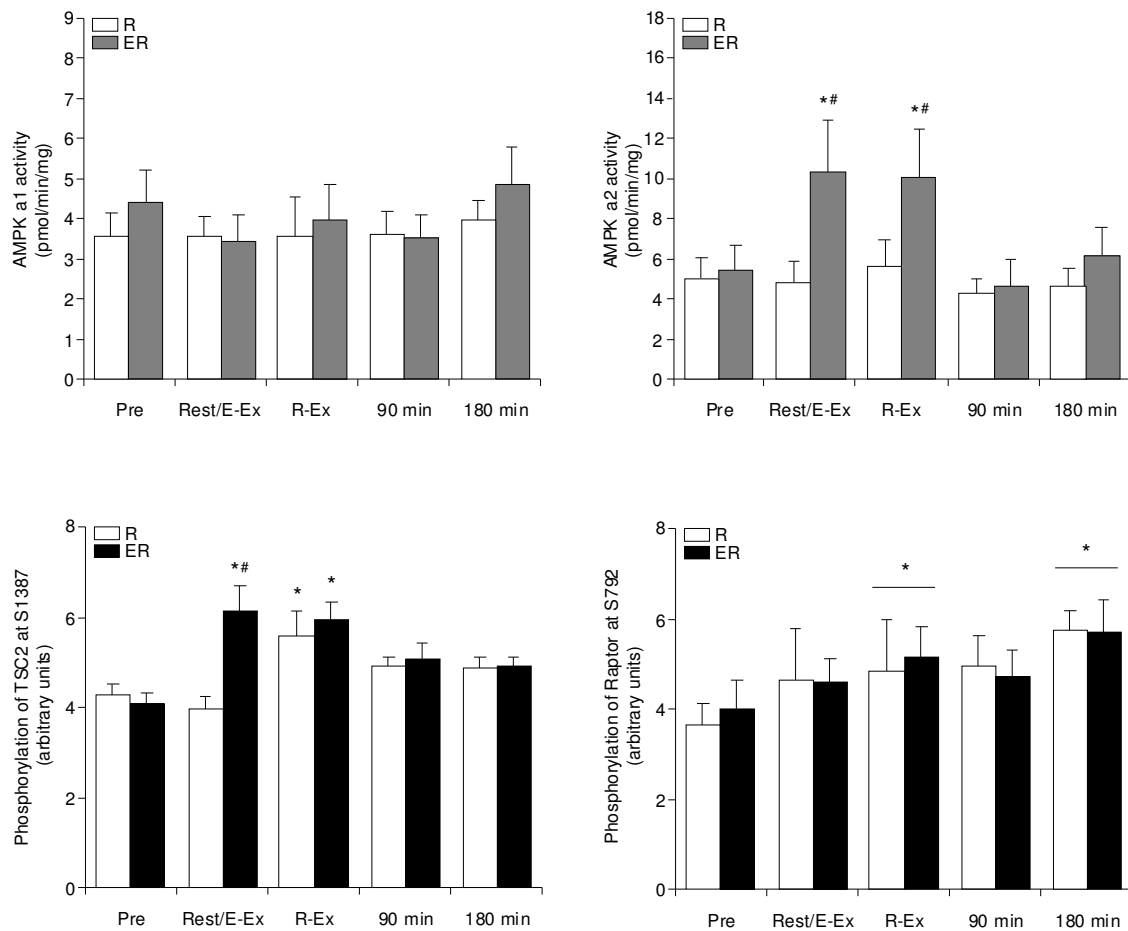 R
ER
9
8
7
6
5
4
3
2
1
0
AMPK a1 activity
(pmol/min/mg)
Pre Rest/E-Ex R-Ex 90 min 180 min
R
ER
18
16
14
12
10
8
6
4
2
0
AMPK a2 activity
(pmol/min/mg)
*#
*#
Pre Rest/E-Ex R-Ex 90 min 180 min
R
ER
8
6
4
2
0
Phosphorylation of TSC2 at S1387
(arbitrary units)
*#
*
*
Pre Rest/E-Ex R-Ex 90 min 180 min
R
ER
8
6
4
2
0
Phosphorylation of Raptor at S792
(arbitrary units)
*
*
Pre Rest/E-Ex R-Ex 90 min 180 min